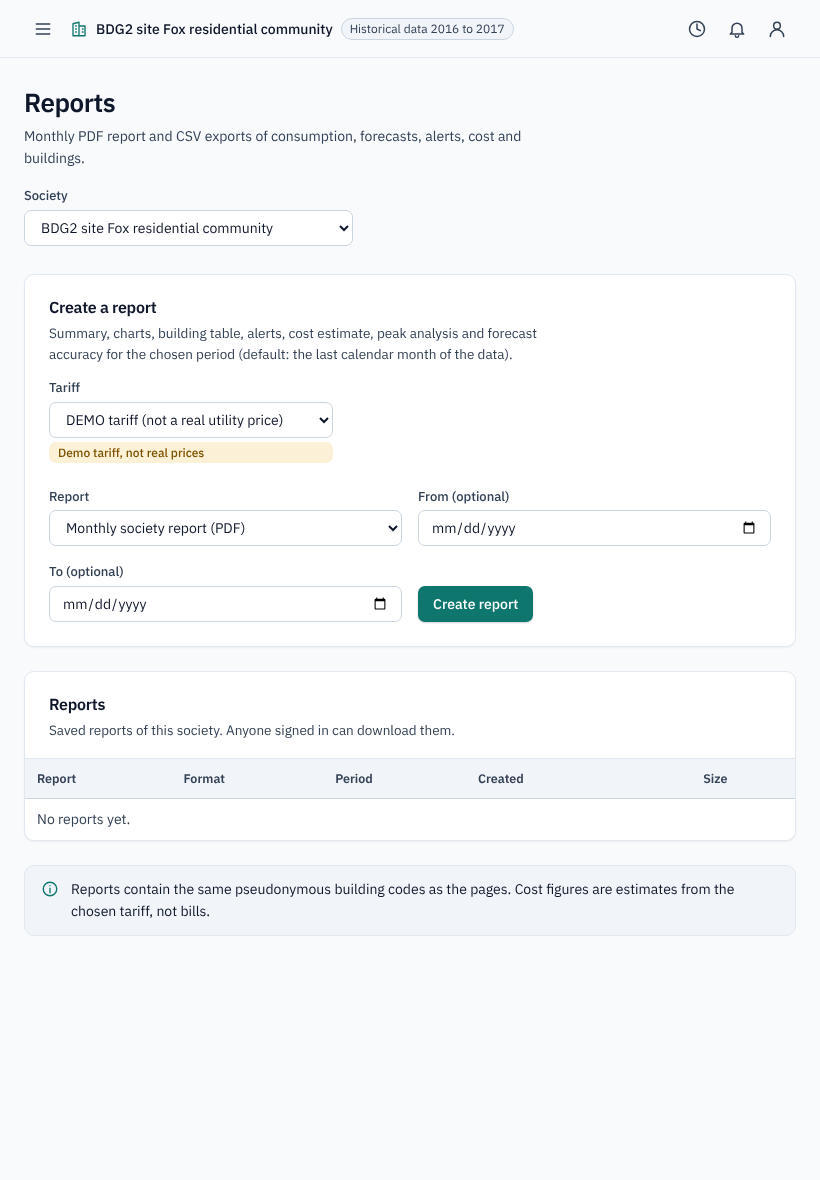 BDG2 site Fox residential community
Historical data 2016 to 2017
Reports
Monthly PDF report and CSV exports of consumption, forecasts, alerts, cost and
buildings.
Society
BDG2 site Fox residential community
Create a report
Summary, charts, building table, alerts, cost estimate, peak analysis and forecast
accuracy for the chosen period (default: the last calendar month of the data).
Tariff
DEMO tariff (not a real utility price)
Demo tariff, not real prices
Report
From (optional)
Monthly society report (PDF)
mm/dd/yyyy
To (optional)
mm/dd/yyyy
Create report
Reports
Saved reports of this society. Anyone signed in can download them.
Report Format Period Created Size
No reports yet.
Reports contain the same pseudonymous building codes as the pages. Cost figures are estimates from the
chosen tariff, not bills.